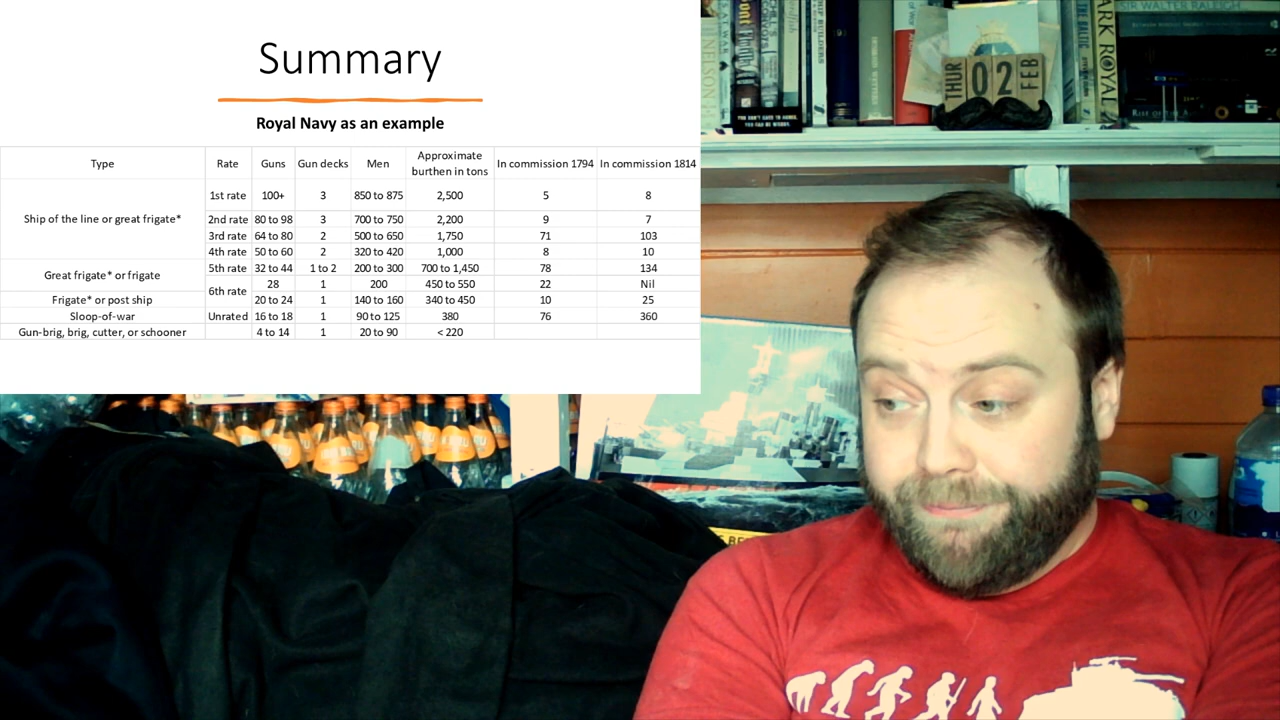 Summary
Royal Navy as an example
Type Rate Guns Gun decks Men Approximate burthen in tons In commission 1794 In commission 1814
Ship of the line or great frigate*
1st rate 100+ 3 850 to 875 2,500 5 8
2nd rate 80 to 98 3 700 to 750 2,200 9 7
3rd rate 64 to 80 2 500 to 650 1,750 71 103
4th rate 50 to 60 2 320 to 420 1,000 8 10
Great frigate* or frigate
5th rate 32 to 44 1 to 2 200 to 300 700 to 1,450 78 134
6th rate
28 1 200 450 to 550 22 Nil
Frigate* or post ship 20 to 24 1 140 to 160 340 to 450 10 25
Sloop-of-war Unrated 16 to 18 1 90 to 125 380 76 360
Gun-brig, brig, cutter, or schooner 4 to 14 1 20 to 90 < 220
THUR 02 FEB
SIR WALTER RALEIGH
ARK ROYAL
THE BALTIC
NELSON
BUILDERS